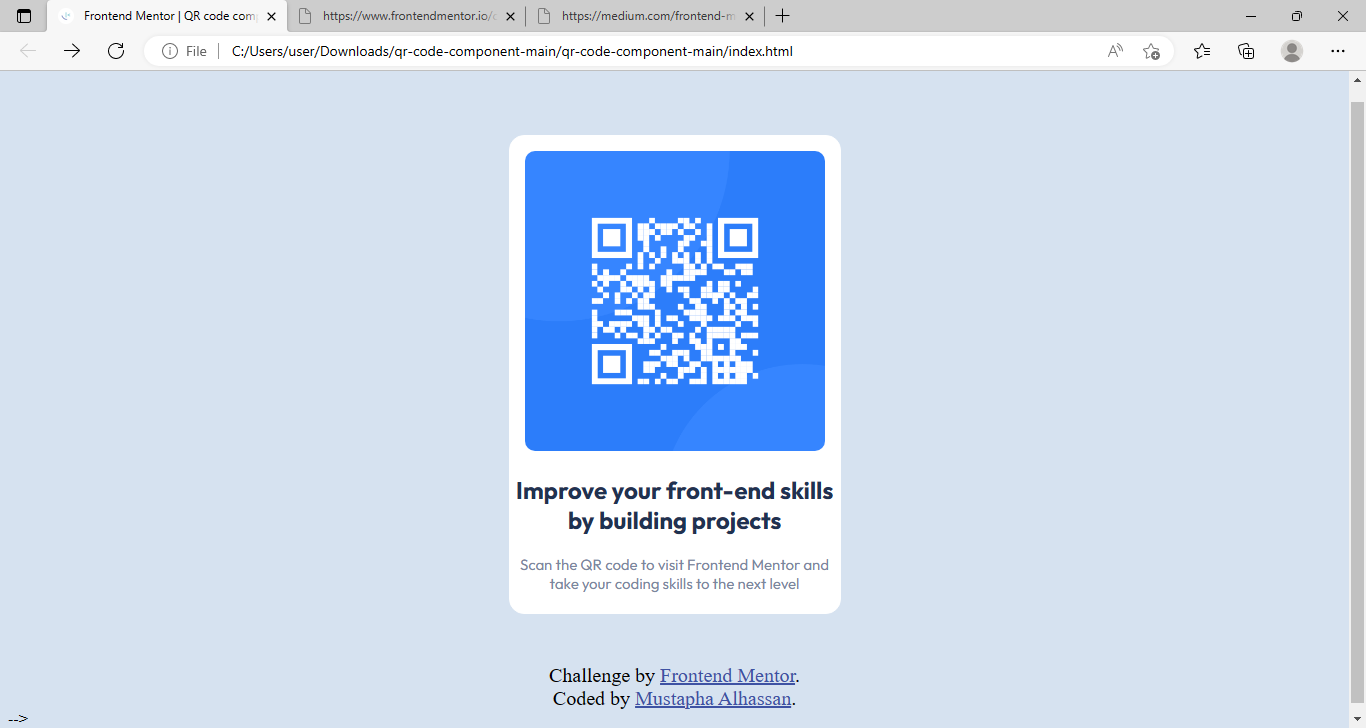 Frontend Mentor | QR code com
https://www.frontendmentor.io/
https://medium.com/frontend-m
File
C:/Users/user/Downloads/qr-code-component-main/qr-code-component-main/index.html
Improve your front-end skills
by building projects
Scan the QR code to visit Frontend Mentor and
take your coding skills to the next level
Challenge by Frontend Mentor.
Coded by Mustapha Alhassan.
-->